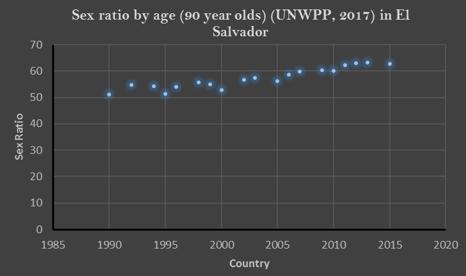 Sex ratio by age (90 year olds) (UNWPP, 2017) in El
Salvador
70
60
50
40
30
20
10
0
Sex Ratio
1985 1990 1995 2000 2005 2010 2015 2020
Country